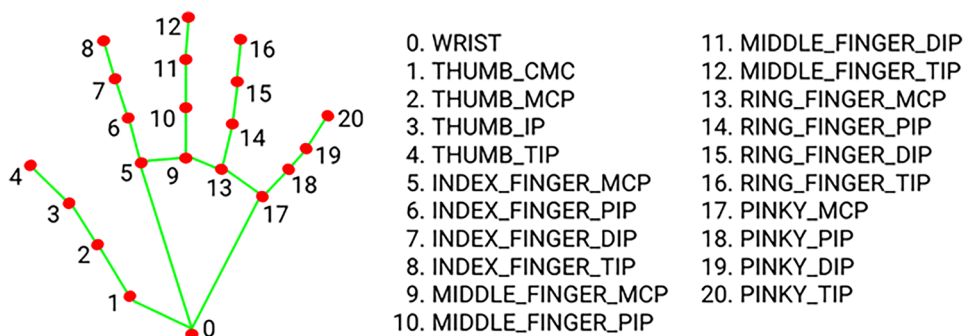 12
8
16
11
7
15
10
6
14
20
19
5
9
13
18
4
17
3
2
1
0
0. WRIST
1. THUMB_CMC
2. THUMB_MCP
3. THUMB_IP
4. THUMB_TIP
5. INDEX_FINGER_MCP
6. INDEX_FINGER_PIP
7. INDEX_FINGER_DIP
8. INDEX_FINGER_TIP
9. MIDDLE_FINGER_MCP
10. MIDDLE_FINGER_PIP
11. MIDDLE_FINGER_DIP
12. MIDDLE_FINGER_TIP
13. RING_FINGER_MCP
14. RING_FINGER_PIP
15. RING_FINGER_DIP
16. RING_FINGER_TIP
17. PINKY_MCP
18. PINKY_PIP
19. PINKY_DIP
20. PINKY_TIP